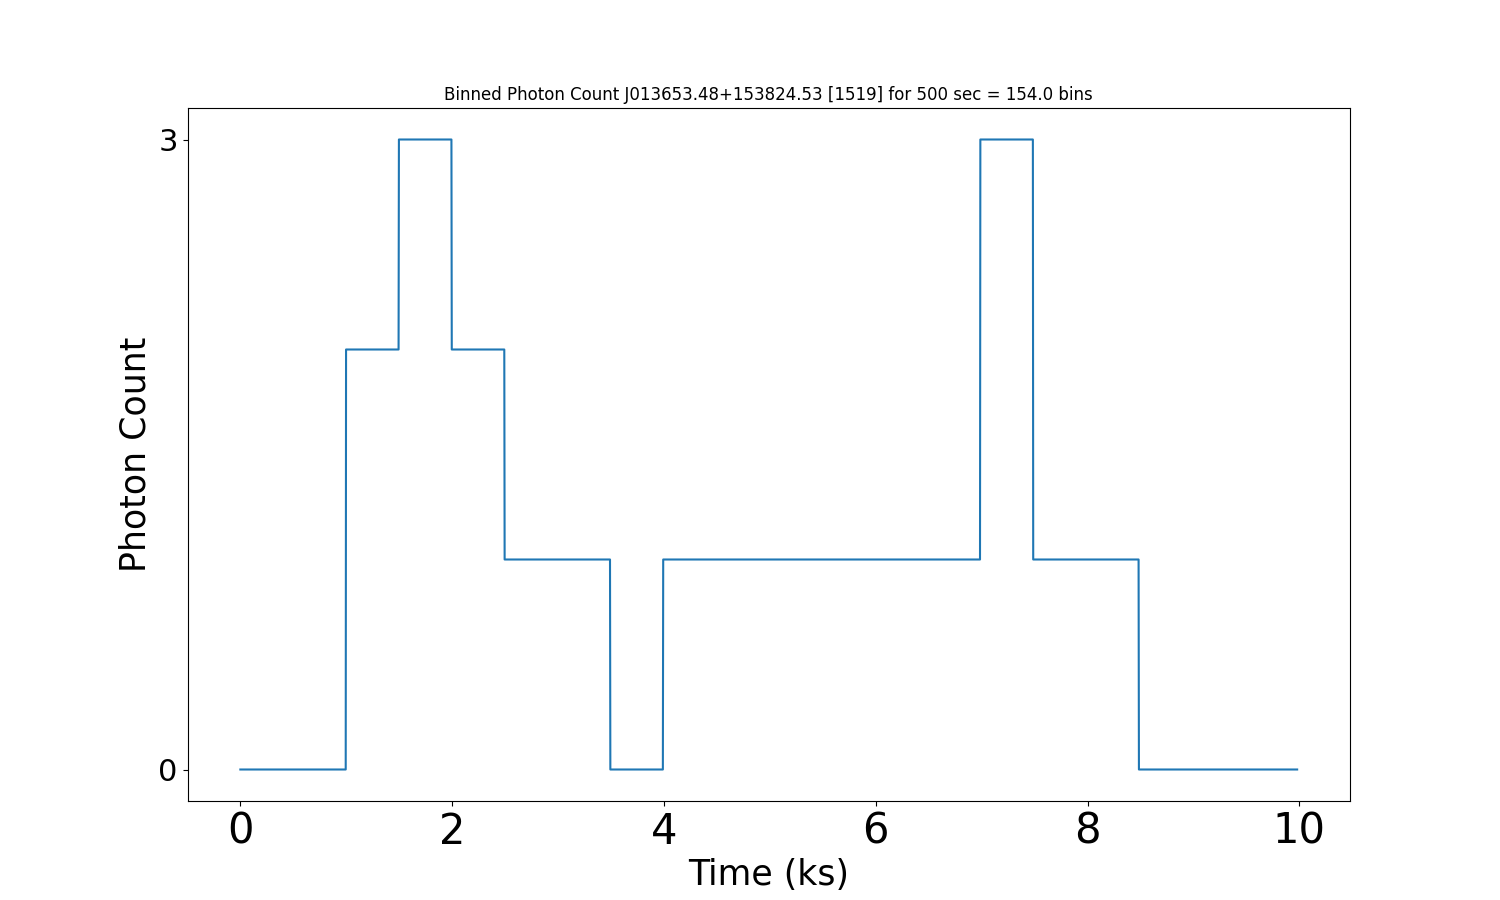 Binned Photon Count J013653.48+153824.53 [1519] for 500 sec = 154.0 bins
3
Photon Count
0
0 2 4 6 8 10
Time (ks)